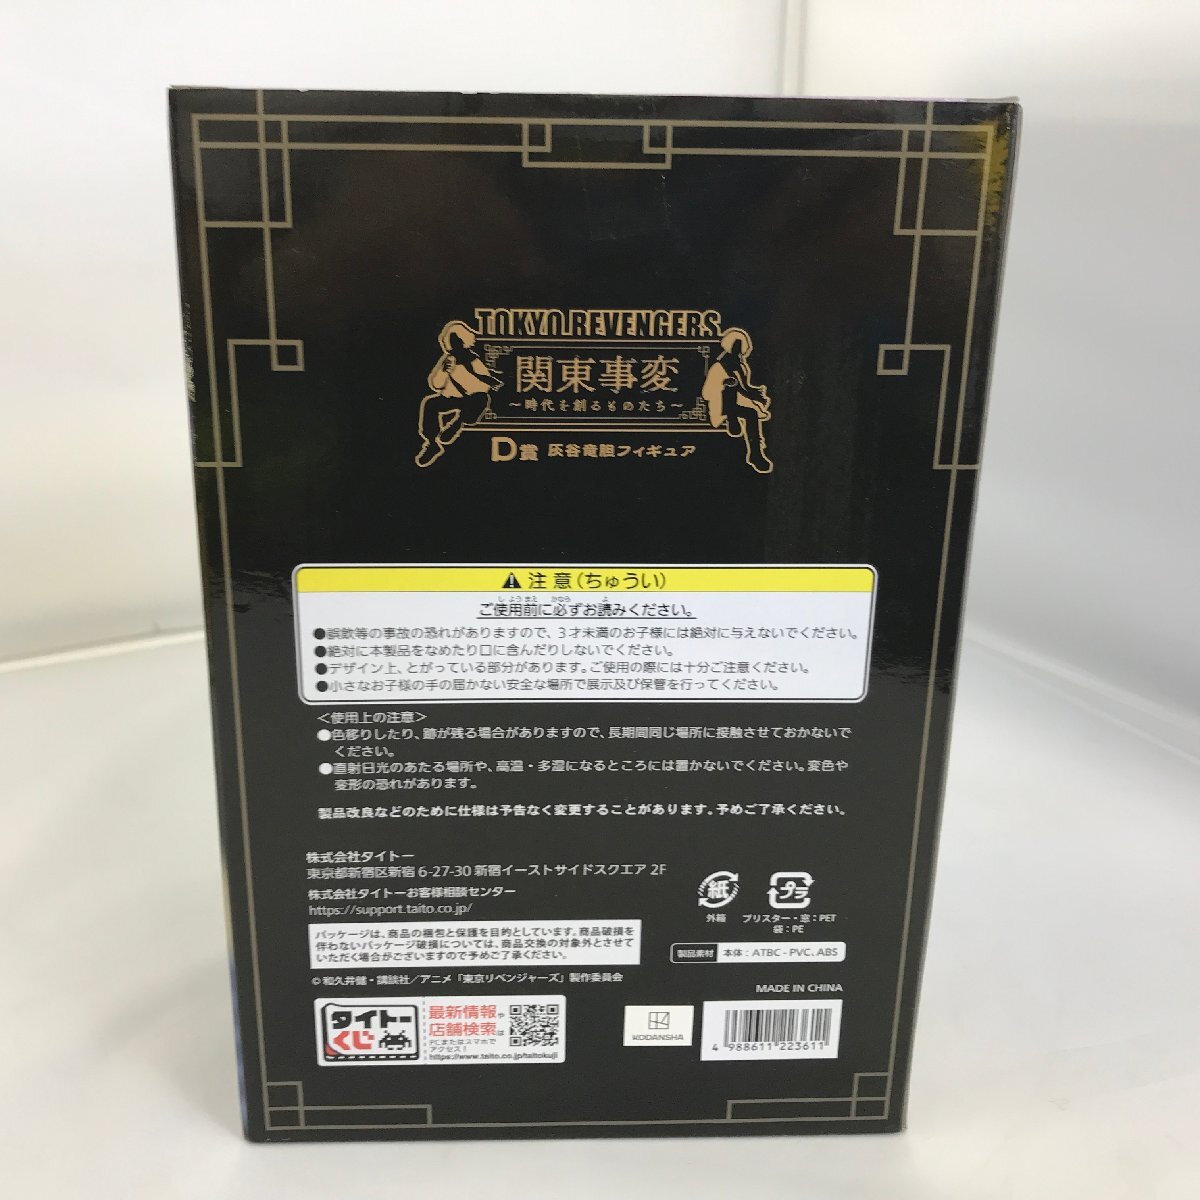 TOKYO REVENGERS
関東事変
～時代を創るものたち～
D賞 灰谷竜胆フィギュア
⚠ 注意(ちゅうい)
ご使用前に必ずお読みください。
●誤飲等の事故の恐れがありますので、3才未満のお子様には絶対に与えないでください。
●絶対に本製品をなめたり口に含んだりしないでください。
●デザイン上、とがっている部分があります。ご使用の際には十分ご注意ください。
●小さなお子様の手の届かない安全な場所で展示及び保管を行ってください。
＜使用上の注意＞
●色移りしたり、跡が残る場合がありますので、長期間同じ場所に接触させておかないで
ください。
●直射日光のあたる場所や、高温・多湿になるところには置かないでください。変色や
変形の恐れがあります。
製品改良などのために仕様は予告なく変更することがあります。予めご了承ください。
株式会社タイトー
東京都新宿区新宿 6-27-30 新宿イーストサイドスクエア 2F
株式会社タイトーお客様相談センター
https://support.taito.co.jp/
紙
外箱
プラ
ブリスター・窓：PET
袋：PE
パッケージは、商品の梱包と保護を目的としています。商品破損を
伴わないパッケージ破損については、商品交換の対象外とさせて
いただく場合がございますので予めご了承ください。
製品素材 本体：ATBC-PVC、ABS
© 和久井健・講談社／アニメ「東京リベンジャーズ」製作委員会
MADE IN CHINA
タイトー
くじ
最新情報や
店舗検索は
PCまたはスマホで
アクセス！
https://www.taito.co.jp/taitokuji
KODANSHA
4 988611 223611